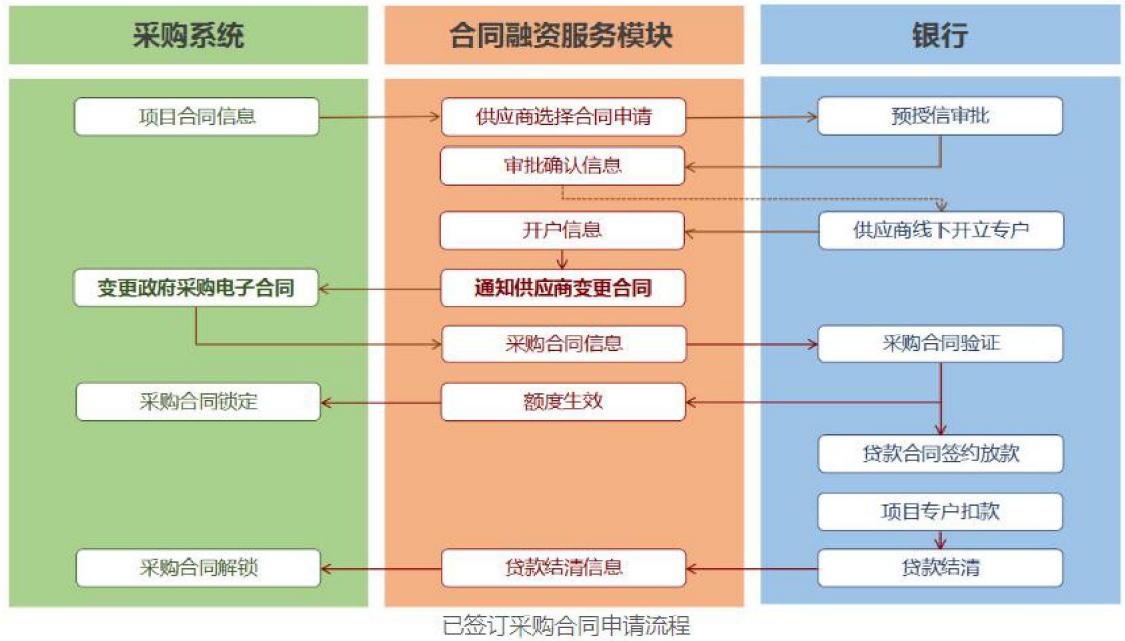 采购系统
合同融资服务模块
银行
项目合同信息
供应商选择合同申请
预授信审批
审批确认信息
开户信息
供应商线下开立专户
变更政府采购电子合同
通知供应商变更合同
采购合同信息
采购合同验证
采购合同锁定
额度生效
贷款合同签约放款
项目专户扣款
采购合同解锁
贷款结清信息
贷款结清
已签订采购合同申请流程